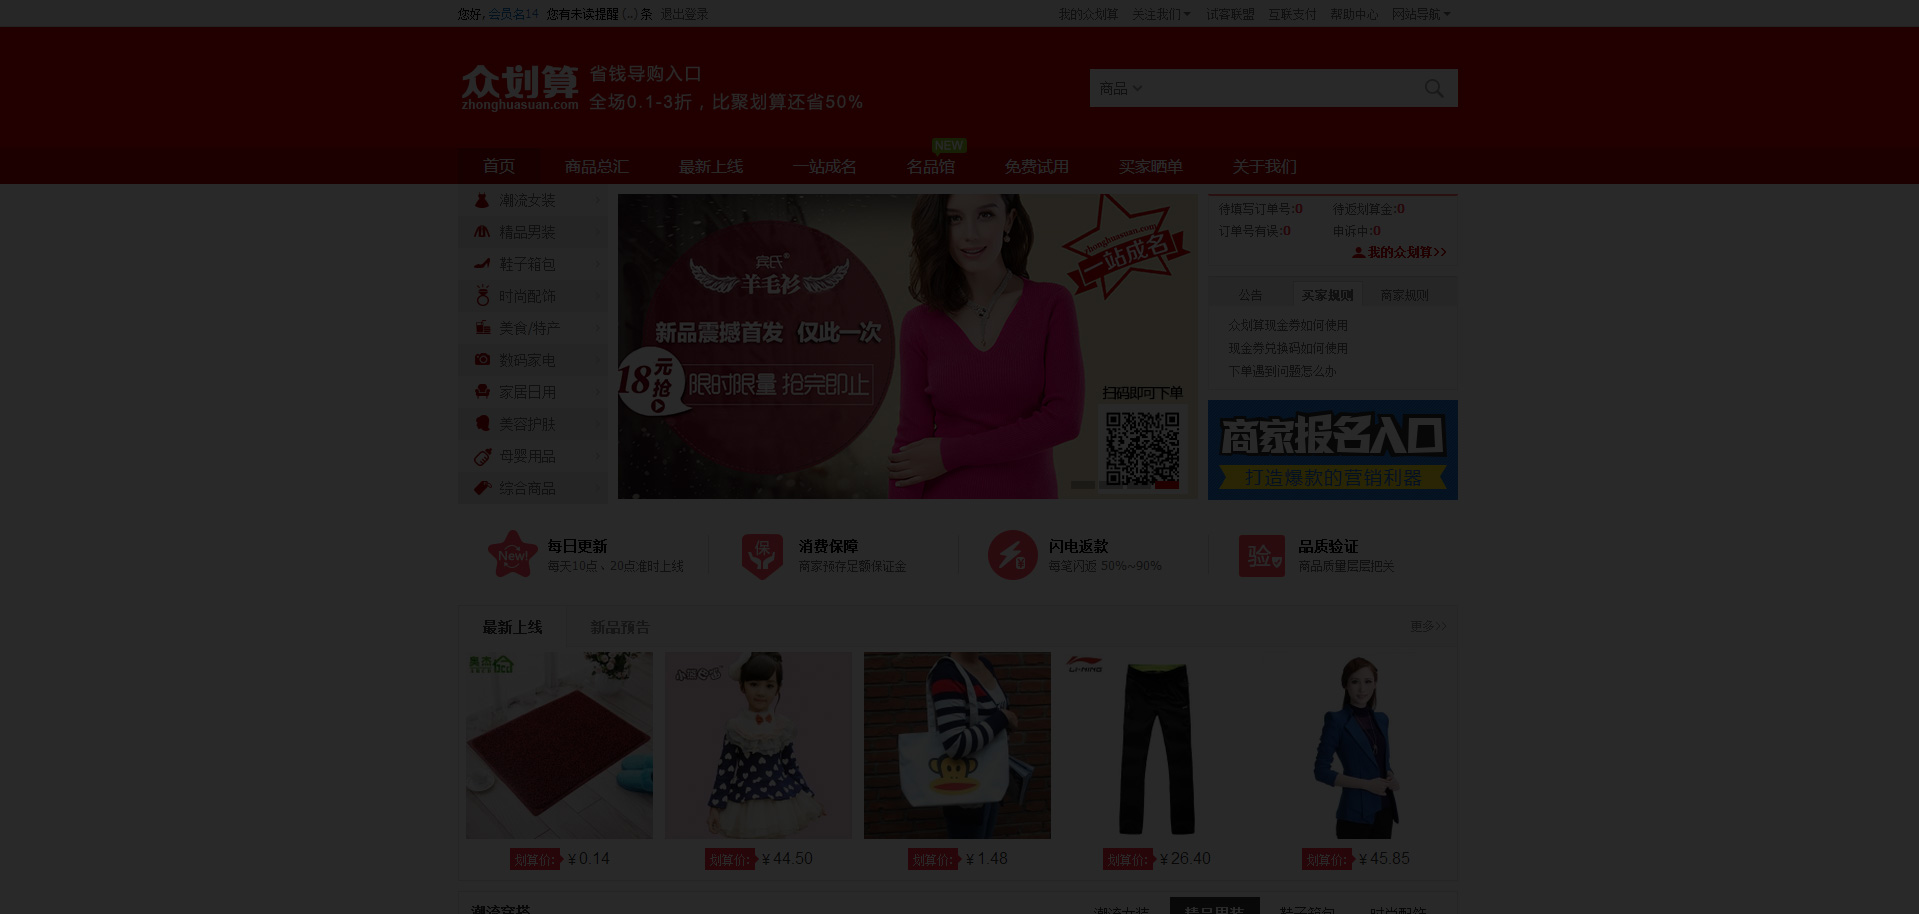 您好, 会员名14 您有未读提醒 (..) 条 退出登录
我的众划算 关注我们 试客联盟 互联支付 帮助中心 网站导航
众划算 省钱导购入口
zhonghuasuan.com 全场0.1-3折，比聚划算还省50%
商品
NEW
首页 商品总汇 最新上线 一站成名 名品馆 免费试用 买家晒单 关于我们
潮流女装
精品男装
鞋子箱包
时尚配饰
美食/特产
数码家电
家居日用
美容护肤
母婴用品
综合商品
宾氏®
羊毛衫
新品震撼首发 仅此一次
18元抢
限时限量 抢完即止
zhonghuasuan.com
一站成名
扫码即可下单
待填写订单号:0 待返划算金:0
订单号有误:0 申诉中:0
我的众划算>>
公告 买家规则 商家规则
众划算现金券如何使用
现金券兑换码如何使用
下单遇到问题怎么办
商家报名入口
打造爆款的营销利器
New! 每日更新
每天10点、20点准时上线
保 消费保障
商家预存足额保证金
闪电返款
每笔闪返 50%~90%
验 品质验证
商品质量层层把关
最新上线 新品预告 更多>>
LI-NING
划算价: ¥0.14
划算价: ¥44.50
划算价: ¥1.48
划算价: ¥26.40
划算价: ¥45.85
潮流穿搭 潮流女装 精品男装 鞋子箱包 时尚配饰